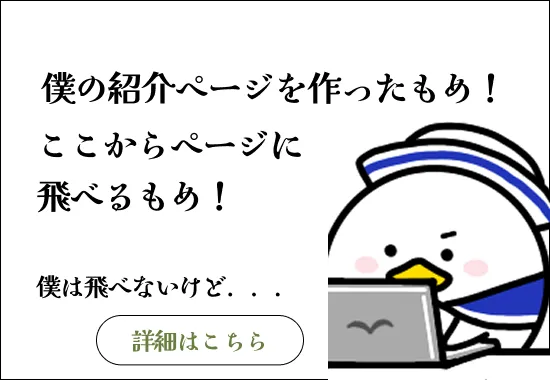 僕の紹介ページを作ったもめ！
ここからページに
飛べるもめ！
僕は飛べないけど．．．
詳細はこちら